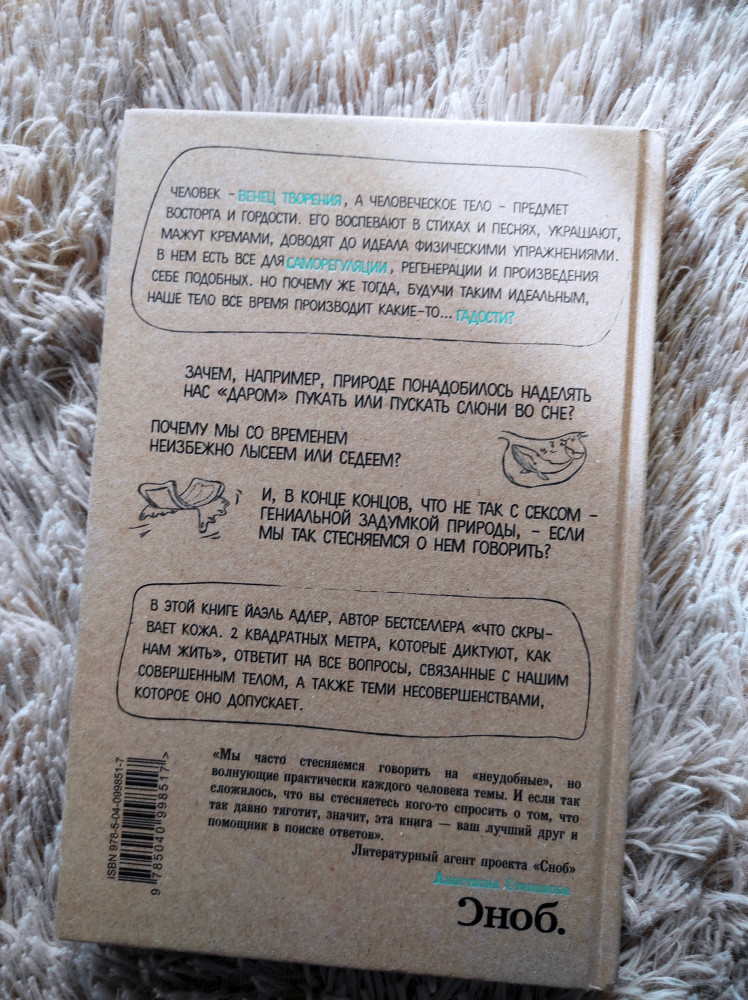 ЧЕЛОВЕК – ВЕНЕЦ ТВОРЕНИЯ, А ЧЕЛОВЕЧЕСКОЕ ТЕЛО – ПРЕДМЕТ
ВОСТОРГА И ГОРДОСТИ. ЕГО ВОСПЕВАЮТ В СТИХАХ И ПЕСНЯХ, УКРАШАЮТ,
МАЖУТ КРЕМАМИ, ДОВОДЯТ ДО ИДЕАЛА ФИЗИЧЕСКИМИ УПРАЖНЕНИЯМИ.
В НЕМ ЕСТЬ ВСЕ ДЛЯ САМОРЕГУЛЯЦИИ, РЕГЕНЕРАЦИИ И ПРОИЗВЕДЕНИЯ
СЕБЕ ПОДОБНЫХ. НО ПОЧЕМУ ЖЕ ТОГДА, БУДУЧИ ТАКИМ ИДЕАЛЬНЫМ,
НАШЕ ТЕЛО ВСЕ ВРЕМЯ ПРОИЗВОДИТ КАКИЕ-ТО... ГАДОСТИ?
ЗАЧЕМ, НАПРИМЕР, ПРИРОДЕ ПОНАДОБИЛОСЬ НАДЕЛЯТЬ
НАС «ДАРОМ» ПУКАТЬ ИЛИ ПУСКАТЬ СЛЮНИ ВО СНЕ?
ПОЧЕМУ МЫ СО ВРЕМЕНЕМ
НЕИЗБЕЖНО ЛЫСЕЕМ ИЛИ СЕДЕЕМ?
И, В КОНЦЕ КОНЦОВ, ЧТО НЕ ТАК С СЕКСОМ –
ГЕНИАЛЬНОЙ ЗАДУМКОЙ ПРИРОДЫ, – ЕСЛИ
МЫ ТАК СТЕСНЯЕМСЯ О НЕМ ГОВОРИТЬ?
В ЭТОЙ КНИГЕ ЙАЭЛЬ АДЛЕР, АВТОР БЕСТСЕЛЛЕРА «ЧТО СКРЫ-
ВАЕТ КОЖА. 2 КВАДРАТНЫХ МЕТРА, КОТОРЫЕ ДИКТУЮТ, КАК
НАМ ЖИТЬ», ОТВЕТИТ НА ВСЕ ВОПРОСЫ, СВЯЗАННЫЕ С НАШИМ
СОВЕРШЕННЫМ ТЕЛОМ, А ТАКЖЕ ТЕМИ НЕСОВЕРШЕНСТВАМИ,
КОТОРОЕ ОНО ДОПУСКАЕТ.
«Мы часто стесняемся говорить на «неудобные», но
волнующие практически каждого человека темы. И если так
сложилось, что вы стесняетесь кого-то спросить о том, что
так давно тяготит, значит, эта книга — ваш лучший друг и
помощник в поиске ответов».
Литературный агент проекта «Сноб»
Сноб.
ISBN 978-5-04-099851-7
9 785040 998517 >